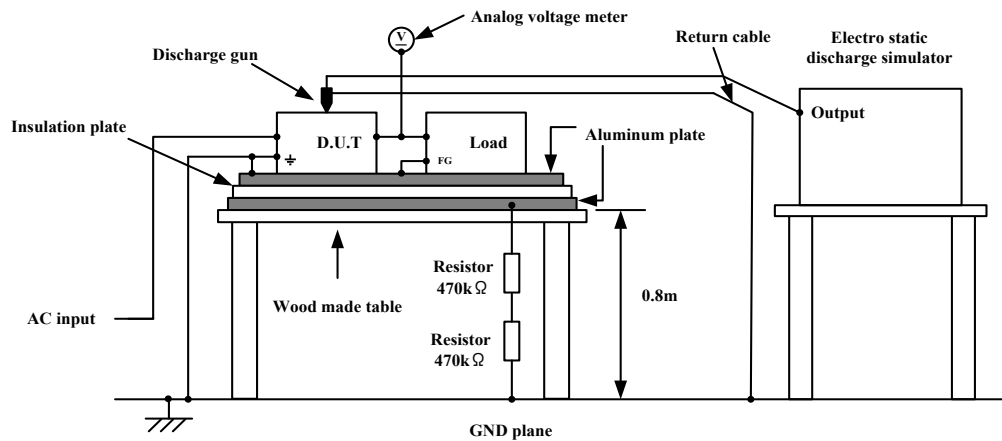 Analog voltage meter
V
Return cable
Electro static
discharge simulator
Discharge gun
Output
Insulation plate
D.U.T
Load
Aluminum plate
FG
Resistor
470kΩ
0.8m
Wood made table
AC input
Resistor
470kΩ
GND plane